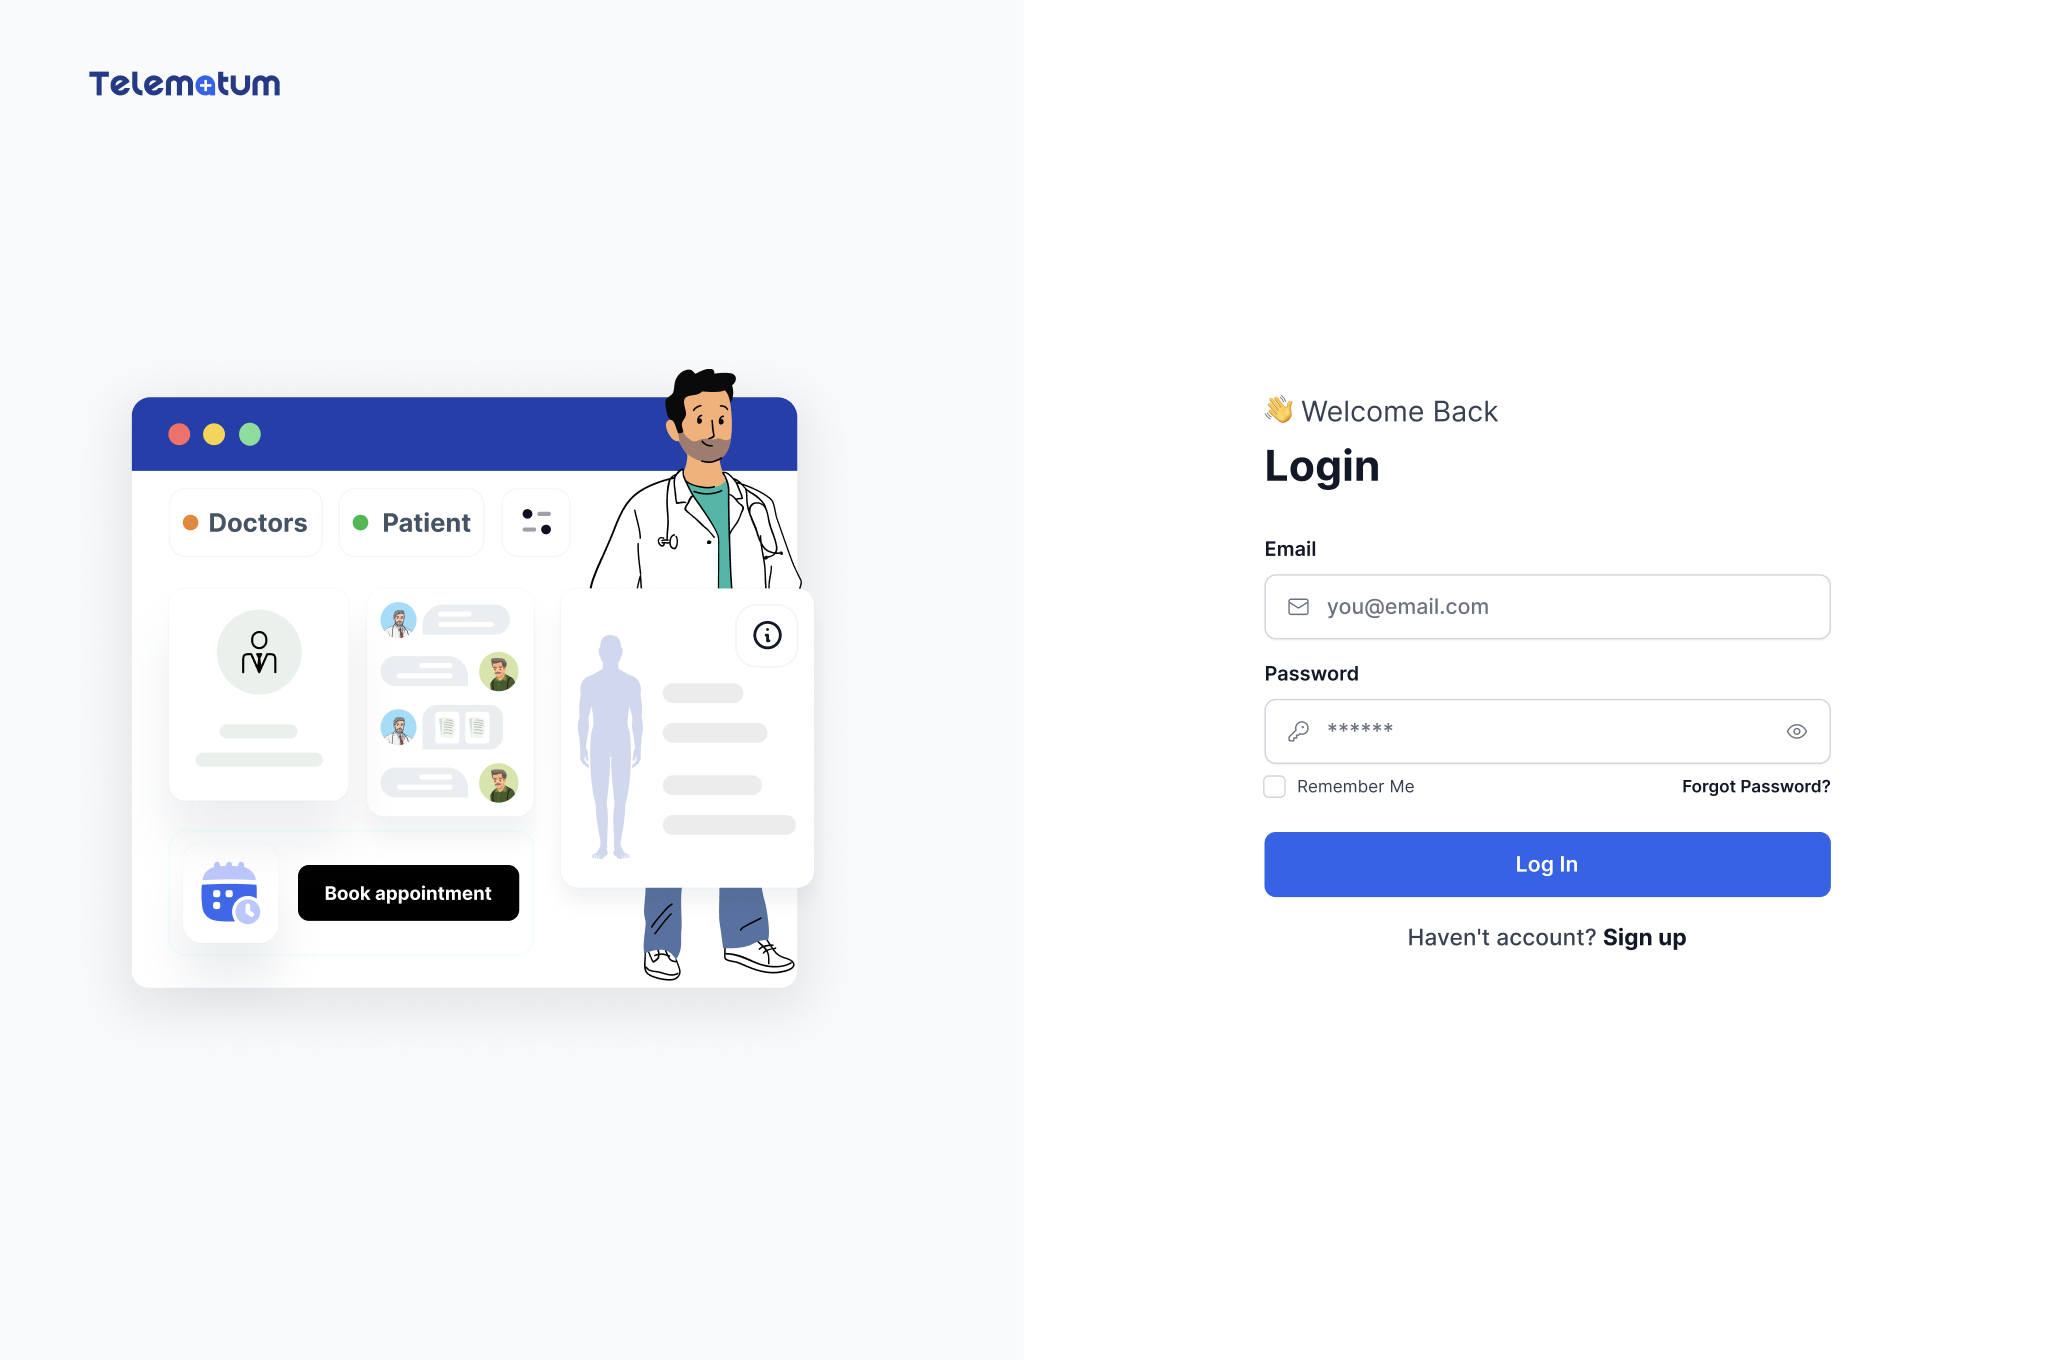 Telematum
Doctors
Patient
Book appointment
👋 Welcome Back
Login
Email
you@email.com
Password
******
Remember Me
Forgot Password?
Log In
Haven't account? Sign up